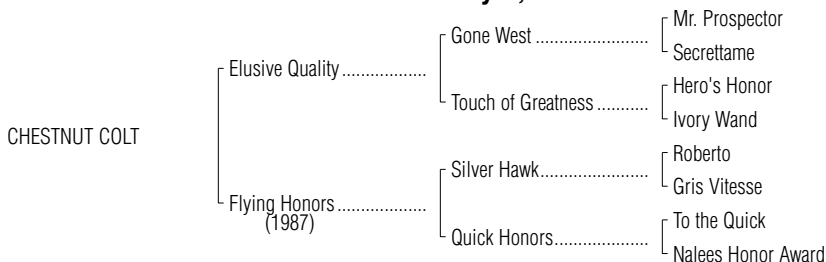 Mr. Prospector
Gone West ........................
Secrettame
Elusive Quality ..................
Hero's Honor
Touch of Greatness ...........
Ivory Wand
CHESTNUT COLT
Roberto
Silver Hawk.......................
Gris Vitesse
Flying Honors ...................
(1987)
To the Quick
Quick Honors....................
Nalees Honor Award